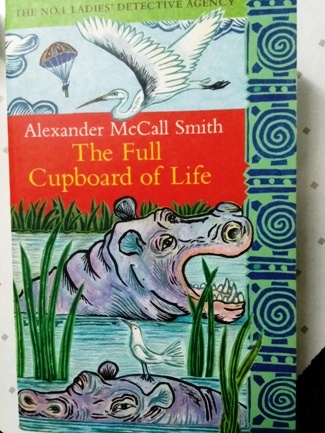 THE NO.1 LADIES' DETECTIVE AGENCY
Alexander McCall Smith
The Full
Cupboard of Life